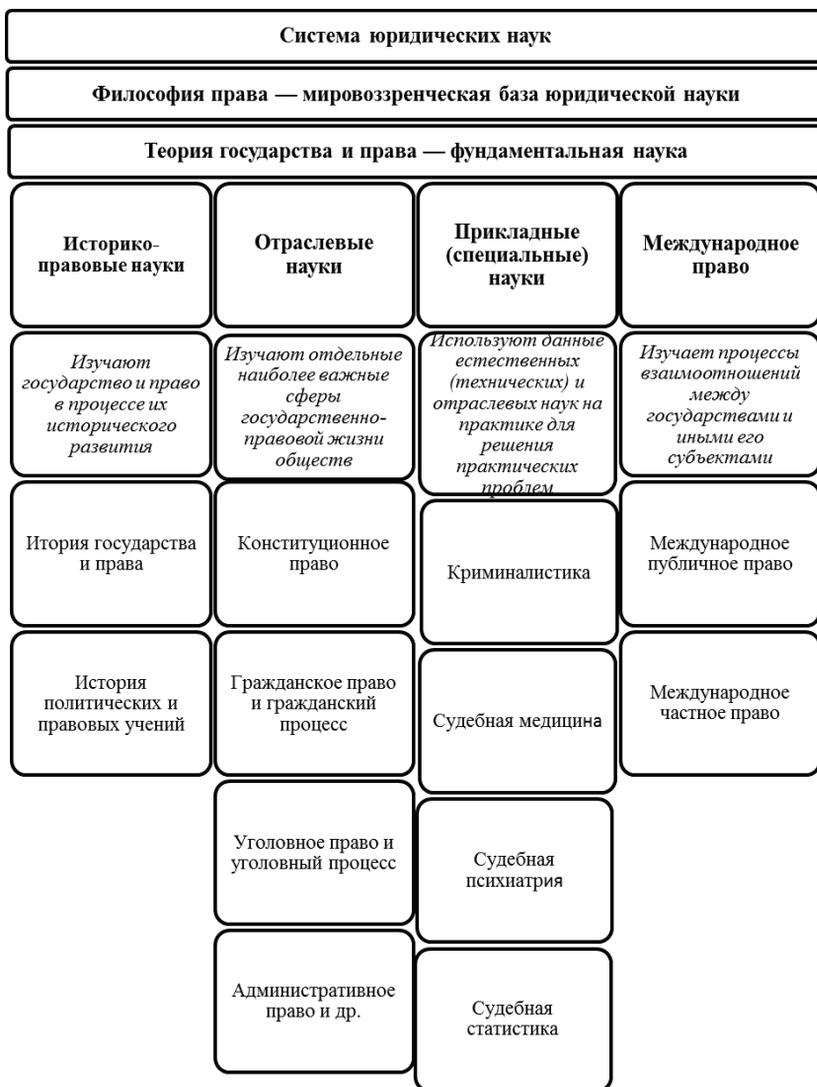 Система юридических наук
Философия права — мировоззренческая база юридической науки
Теория государства и права — фундаментальная наука
Историко-
правовые науки
Изучают
государство и право
в процессе их
исторического
развития
Итория государства
и права
История
политических и
правовых учений
Отраслевые
науки
Изучают отдельные
наиболее важные
сферы
государственно-
правовой жизни
обществ
Конституционное
право
Гражданское право
и гражданский
процесс
Уголовное право и
уголовный процесс
Административное
право и др.
Прикладные
(специальные)
науки
Используют данные
естественных
(технических) и
отраслевых наук на
практике для
решения
практических
проблем
Криминалистика
Судебная медицина
Судебная
психиатрия
Судебная
статистика
Международное
право
Изучает процессы
взаимоотношений
между
государствами и
иными его
субъектами
Международное
публичное право
Международное
частное право